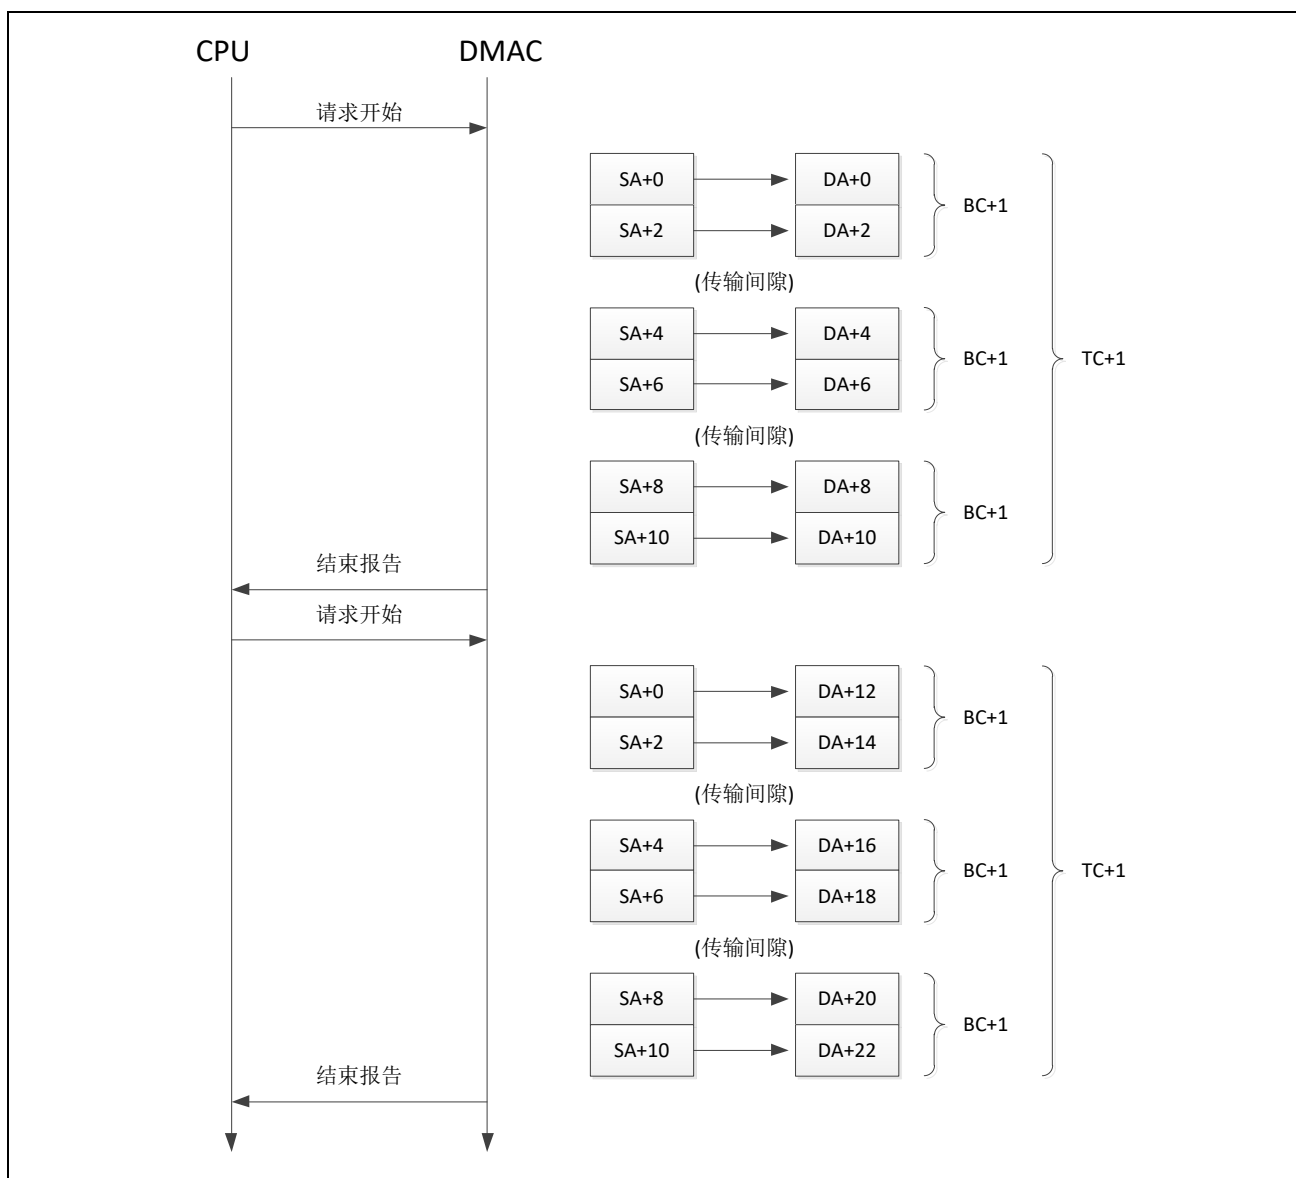 CPU DMAC
请求开始
SA+0 DA+0
SA+2 DA+2
BC+1
(传输间隙)
SA+4 DA+4
SA+6 DA+6
BC+1
TC+1
(传输间隙)
SA+8 DA+8
SA+10 DA+10
BC+1
结束报告
请求开始
SA+0 DA+12
SA+2 DA+14
BC+1
(传输间隙)
SA+4 DA+16
SA+6 DA+18
BC+1
TC+1
(传输间隙)
SA+8 DA+20
SA+10 DA+22
BC+1
结束报告